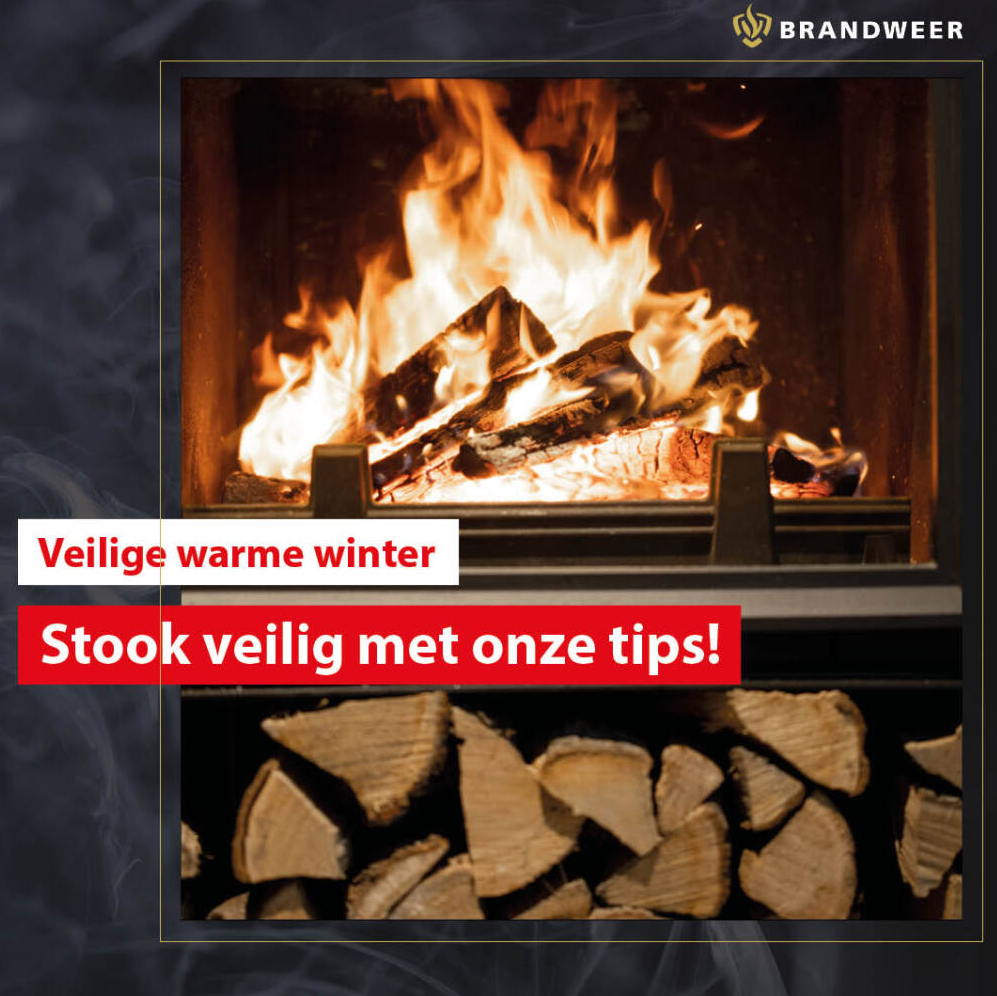 BRANDWEER
Veilige warme winter
Stook veilig met onze tips!